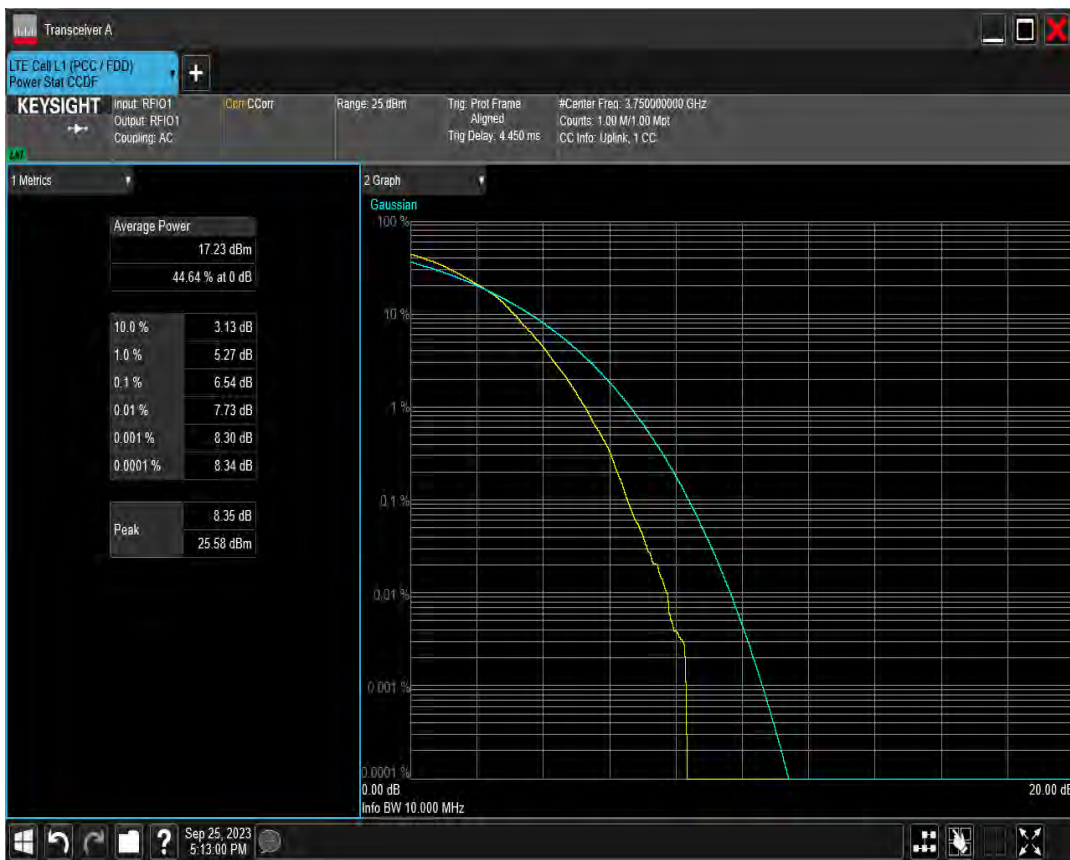 Transceiver A
LTE Cell L1 (PCC / FDD)
Power Stat CCDF
+
KEYSIGHT
Input: RFIO1
Output: RFIO1
Coupling: AC
Corr CCorr
Range: 25 dBm
Trig: Prot Frame
Aligned
Trig Delay: 4.450 ms
#Center Freq: 3.750000000 GHz
Counts: 1.00 M/1.00 Mpt
CC Info: Uplink, 1 CC
1 Metrics
Average Power
17.23 dBm
44.64 % at 0 dB
10.0 % 3.13 dB
1.0 % 5.27 dB
0.1 % 6.54 dB
0.01 % 7.73 dB
0.001 % 8.30 dB
0.0001 % 8.34 dB
Peak
8.35 dB
25.58 dBm
2 Graph
Gaussian
100 %
10 %
1 %
0.1 %
0.01 %
0.001 %
0.0001 %
0.00 dB 20.00 dB
Info BW 10.000 MHz
?
Sep 25, 2023
5:13:00 PM